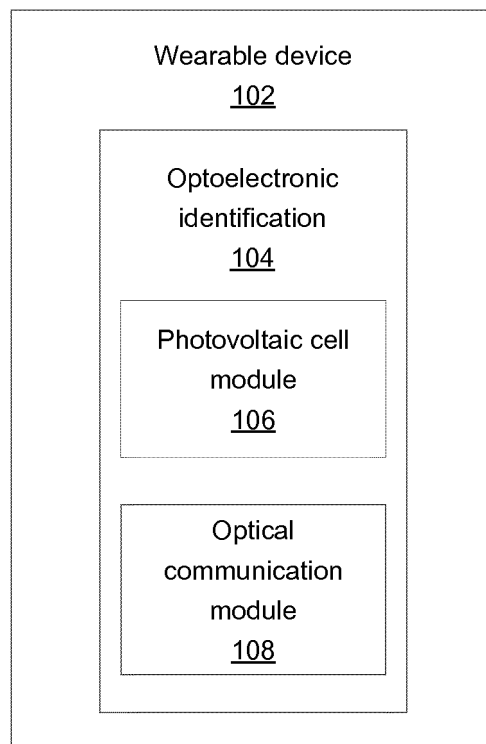 Wearable device
102
Optoelectronic
identification
104
Photovoltaic cell
module
106
Optical
communication
module
108